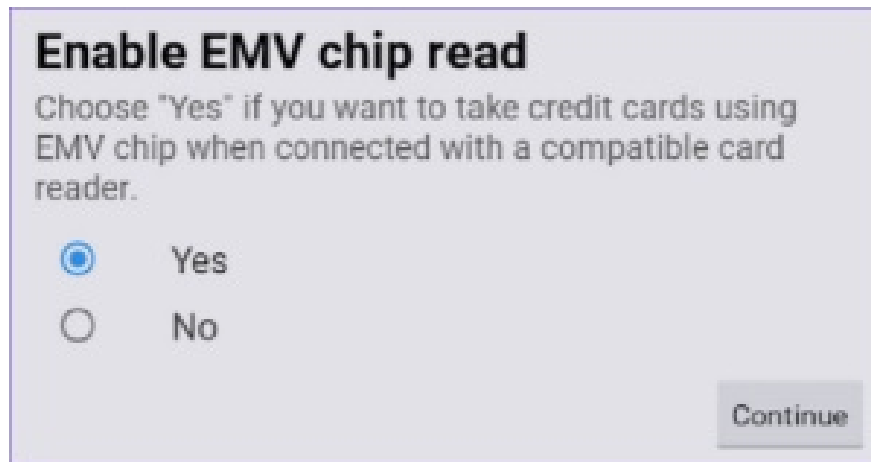 Enable EMV chip read
Choose "Yes" if you want to take credit cards using
EMV chip when connected with a compatible card
reader.
Yes
No
Continue